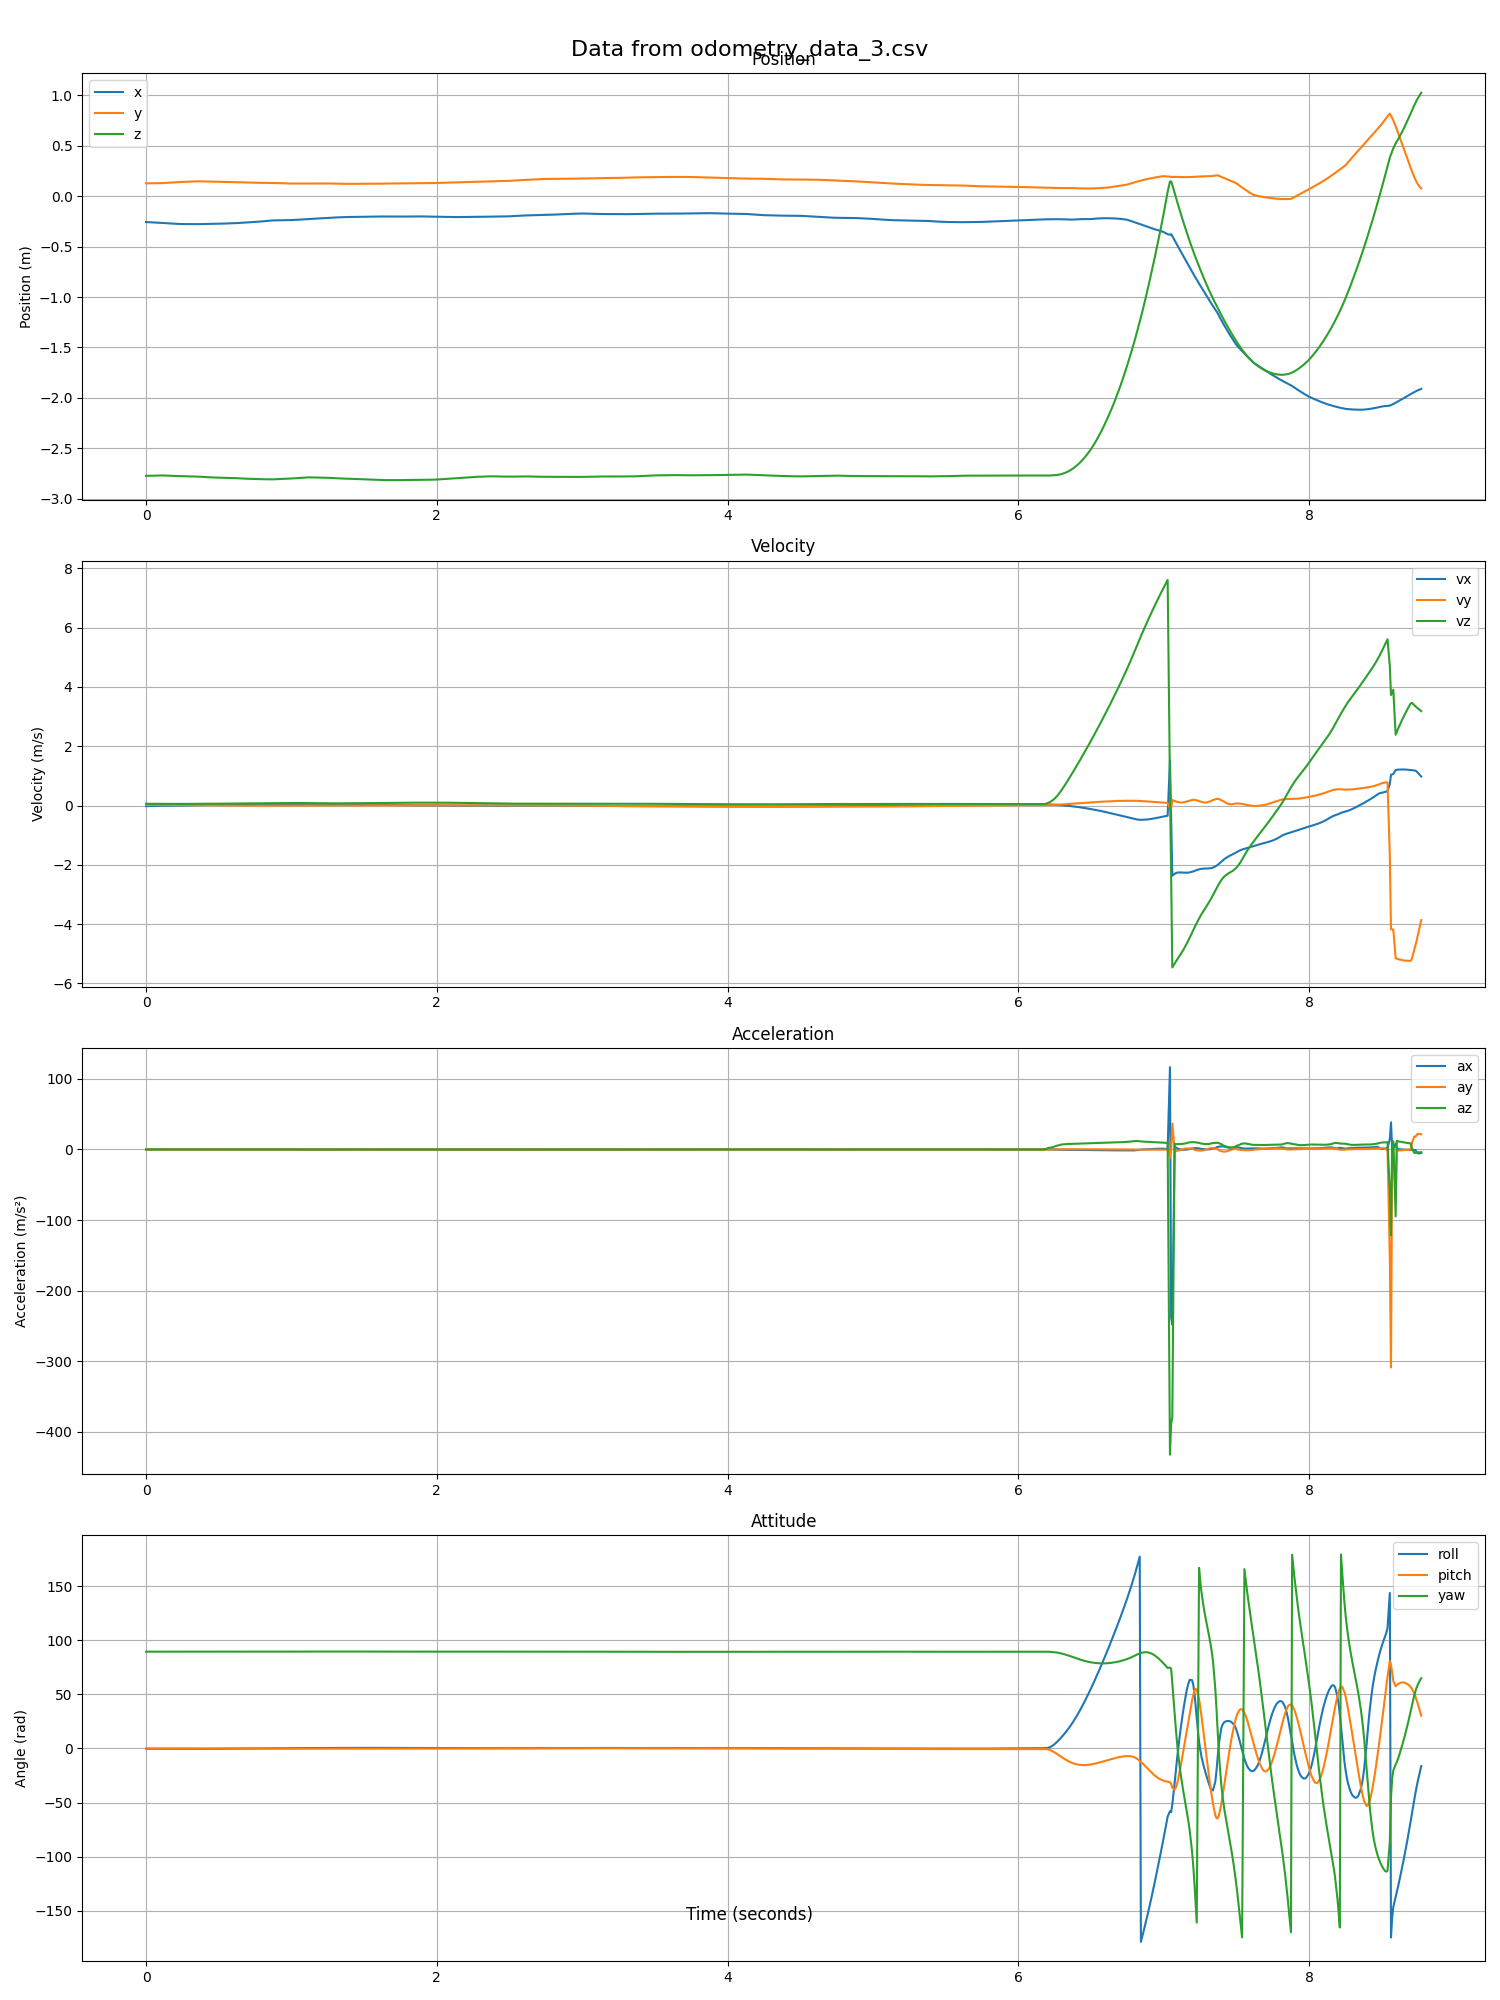 Data from odometry_data_3.csv
Position
1.0
0.5
0.0
−0.5
−1.0
−1.5
−2.0
−2.5
−3.0
Position (m)
x
y
z
0 2 4 6 8
Velocity
8
6
4
2
0
−2
−4
−6
Velocity (m/s)
vx
vy
vz
0 2 4 6 8
Acceleration
100
0
−100
−200
−300
−400
Acceleration (m/s²)
ax
ay
az
0 2 4 6 8
Attitude
150
100
50
0
−50
−100
−150
Angle (rad)
roll
pitch
yaw
Time (seconds)
0 2 4 6 8